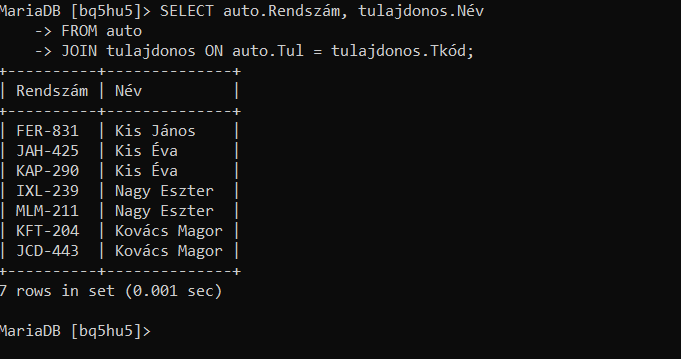 MariaDB [bq5hu5]> SELECT auto.Rendszám, tulajdonos.Név
    -> FROM auto
    -> JOIN tulajdonos ON auto.Tul = tulajdonos.Tkód;
+----------+--------------+
| Rendszám | Név          |
+----------+--------------+
| FER-831  | Kis János    |
| JAH-425  | Kis Éva      |
| KAP-290  | Kis Éva      |
| IXL-239  | Nagy Eszter  |
| MLM-211  | Nagy Eszter  |
| KFT-204  | Kovács Magor |
| JCD-443  | Kovács Magor |
+----------+--------------+
7 rows in set (0.001 sec)

MariaDB [bq5hu5]>